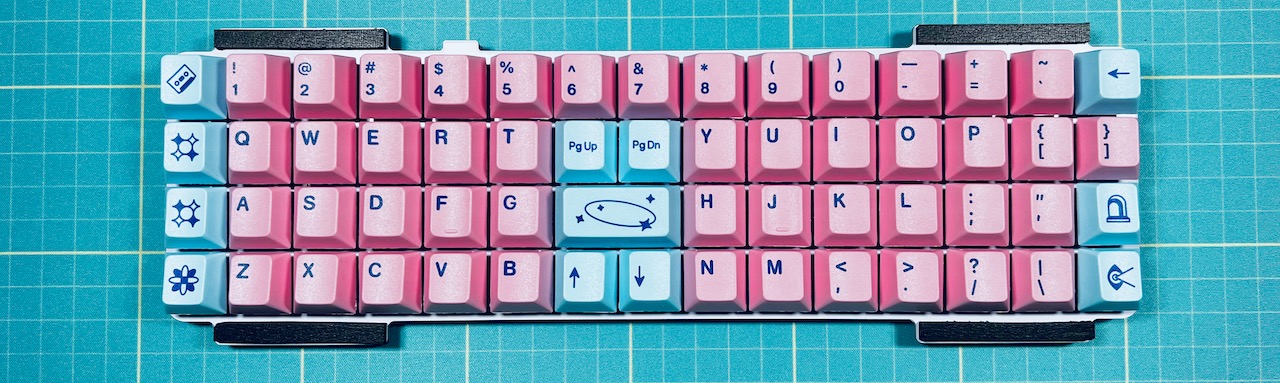 ! @ # $ % ^ & * ( ) — + ~ ←
1 2 3 4 5 6 7 8 9 0 - = `
Q W E R T Pg Up Pg Dn Y U I O P { }
[ ]
A S D F G H J K L : "
; '
Z X C V B ↑ ↓ N M < > ? |
, . / \